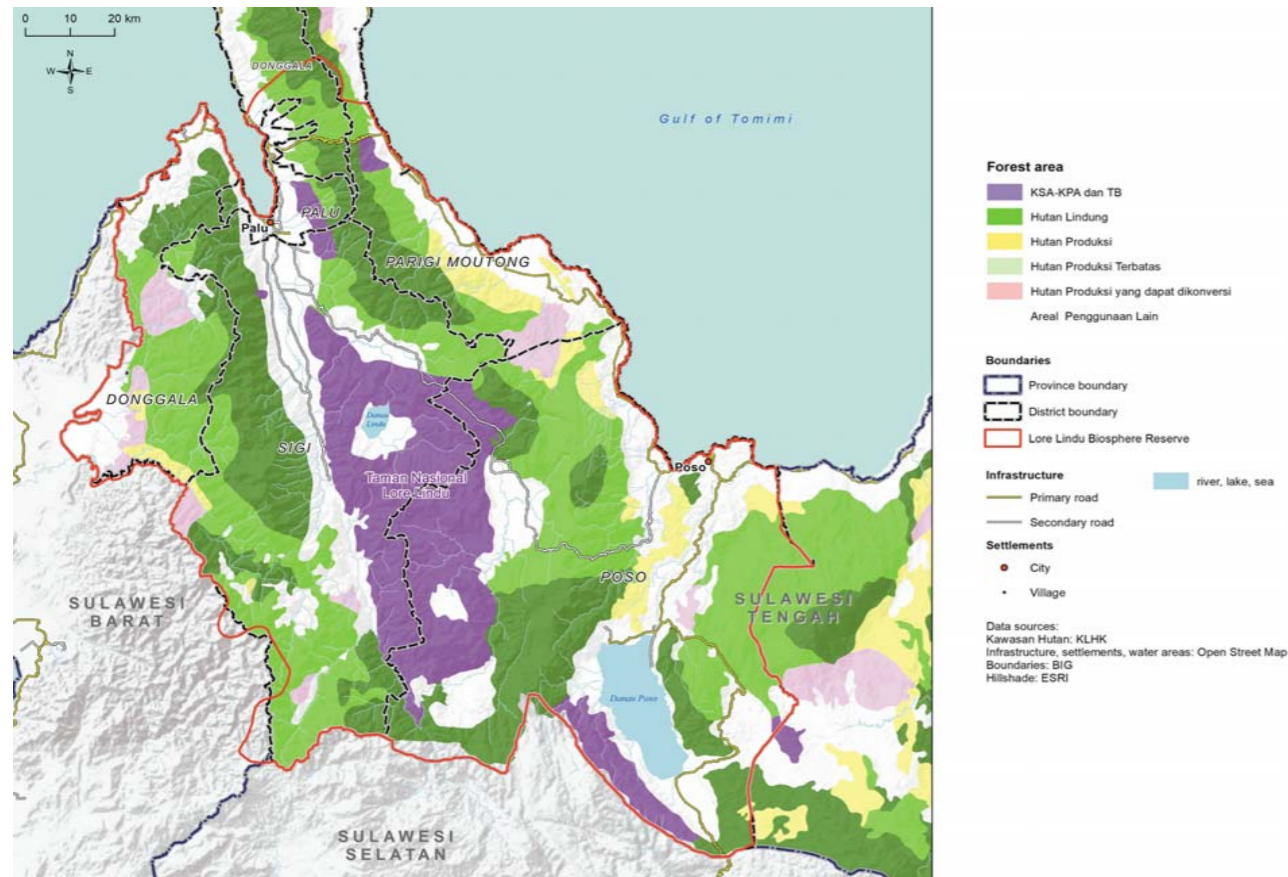 0 10 20 km
N
W E
S
DONGGALA
Gulf of Tomimi
PALU
Palu
PARIGI MOUTONG
DONGGALA
SIGI
Danau
Lindu
Taman Nasional
Lore Lindu
Poso
POSO
SULAWESI
BARAT
SULAWESI
TENGAH
Danau Poso
SULAWESI
SELATAN
Forest area
KSA-KPA dan TB
Hutan Lindung
Hutan Produksi
Hutan Produksi Terbatas
Hutan Produksi yang dapat dikonversi
Areal Penggunaan Lain
Boundaries
Province boundary
District boundary
Lore Lindu Biosphere Reserve
Infrastructure
river, lake, sea
Primary road
Secondary road
Settlements
City
Village
Data sources:
Kawasan Hutan: KLHK
Infrastructure, settlements, water areas: Open Street Map
Boundaries: BIG
Hillshade: ESRI